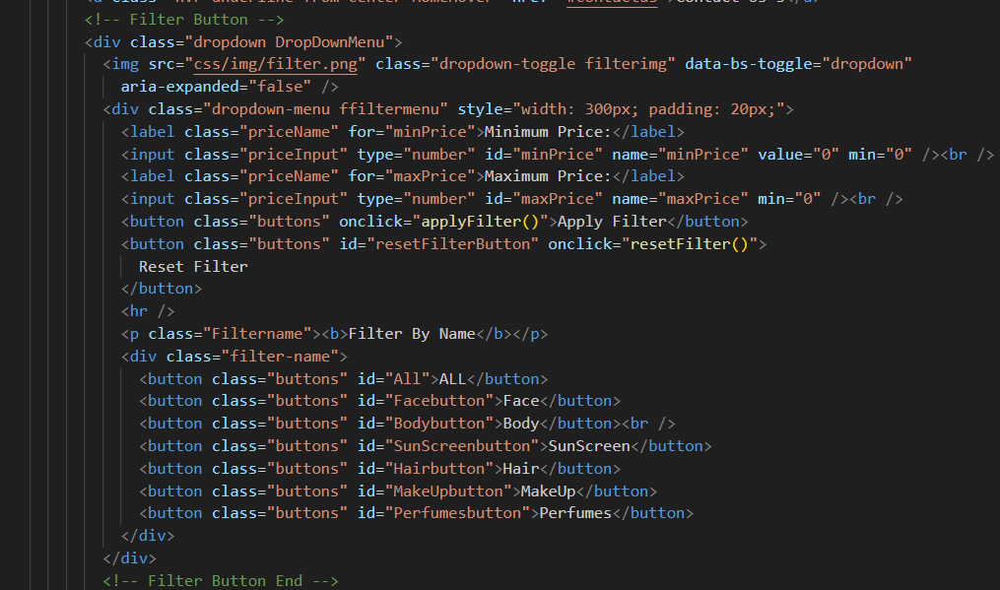 <!-- Filter Button -->
<div class="dropdown DropDownMenu">
<img src="css/img/filter.png" class="dropdown-toggle filterimg" data-bs-toggle="dropdown"
aria-expanded="false" />
<div class="dropdown-menu ffiltermenu" style="width: 300px; padding: 20px;">
<label class="priceName" for="minPrice">Minimum Price:</label>
<input class="priceInput" type="number" id="minPrice" name="minPrice" value="0" min="0" /><br />
<label class="priceName" for="maxPrice">Maximum Price:</label>
<input class="priceInput" type="number" id="maxPrice" name="maxPrice" min="0" /><br />
<button class="buttons" onclick="applyFilter()">Apply Filter</button>
<button class="buttons" id="resetFilterButton" onclick="resetFilter()">
Reset Filter
</button>
<hr />
<p class="Filtername"><b>Filter By Name</b></p>
<div class="filter-name">
<button class="buttons" id="All">ALL</button>
<button class="buttons" id="Facebutton">Face</button>
<button class="buttons" id="Bodybutton">Body</button><br />
<button class="buttons" id="SunScreenbutton">SunScreen</button>
<button class="buttons" id="Hairbutton">Hair</button>
<button class="buttons" id="MakeUpbutton">MakeUp</button>
<button class="buttons" id="Perfumesbutton">Perfumes</button>
</div>
</div>
<!-- Filter Button End -->